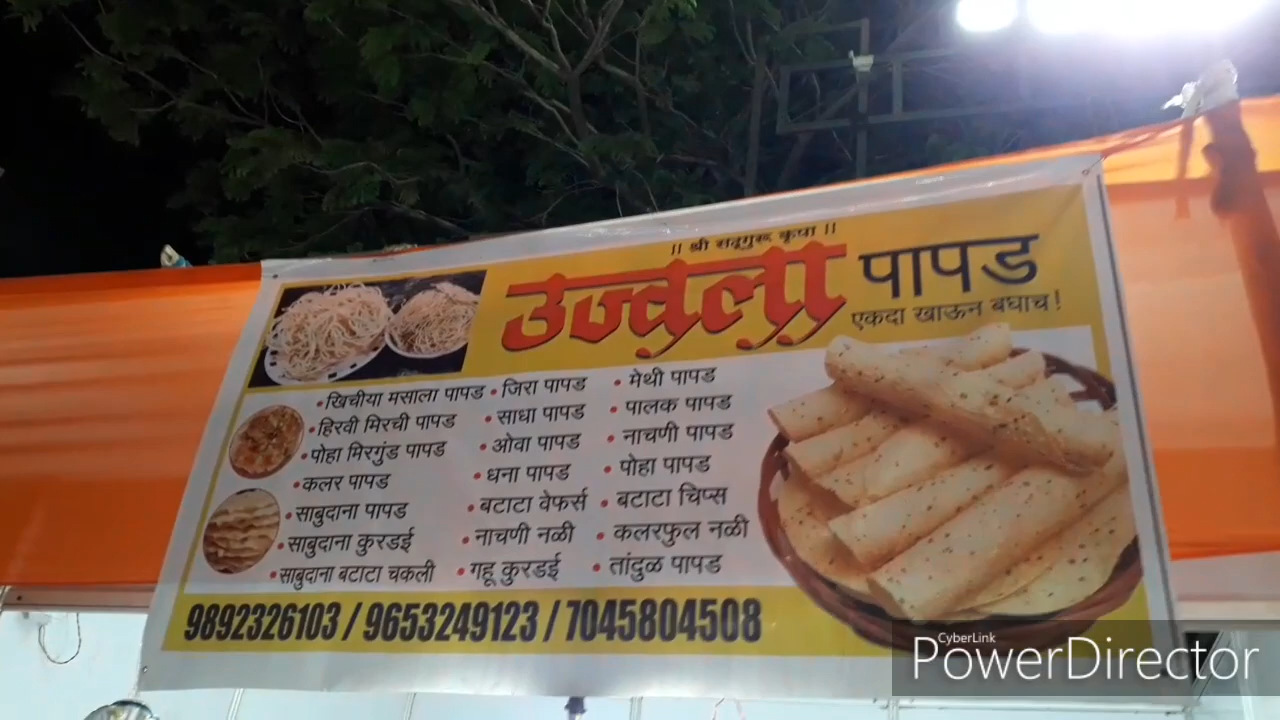 ।। श्री सद्गुरू कृपा ।।
उज्वला पापड
एकदा खाऊन बघाच!
• खिचीया मसाला पापड
• हिरवी मिरची पापड
• पोहा मिरगुंड पापड
• कलर पापड
• साबुदाना पापड
• साबुदाना कुरडई
• साबुदाना बटाटा चकली
• जिरा पापड
• साधा पापड
• ओवा पापड
• धना पापड
• बटाटा वेफर्स
• नाचणी नळी
• गहू कुरडई
• मेथी पापड
• पालक पापड
• नाचणी पापड
• पोहा पापड
• बटाटा चिप्स
• कलरफुल नळी
• तांदुळ पापड
9892326103 / 9653249123 / 7045804508
CyberLink
PowerDirector